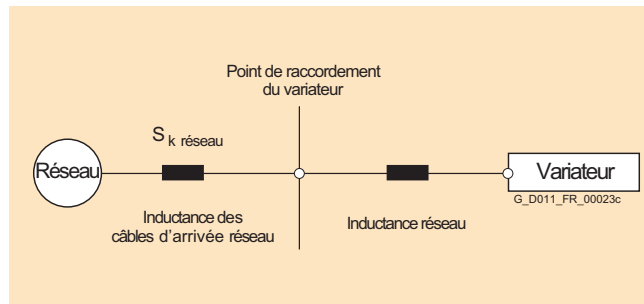 Point de raccordement
du variateur
S k réseau
Réseau
Variateur
G_D011_FR_00023c
Inductance des
câbles d'arrivée réseau
Inductance réseau